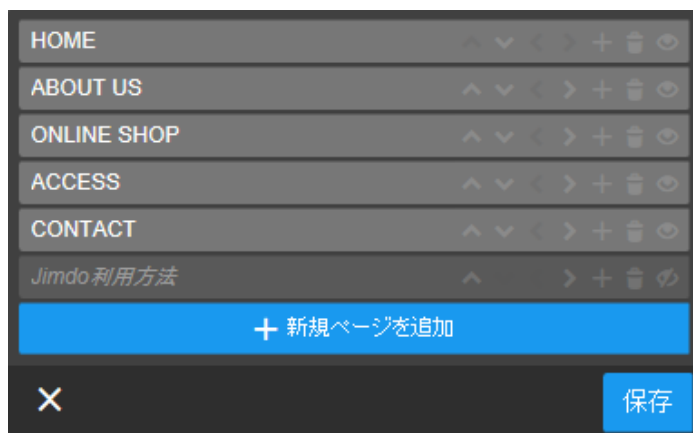 HOME
ABOUT US
ONLINE SHOP
ACCESS
CONTACT
Jimdo利用方法
新規ページを追加
保存